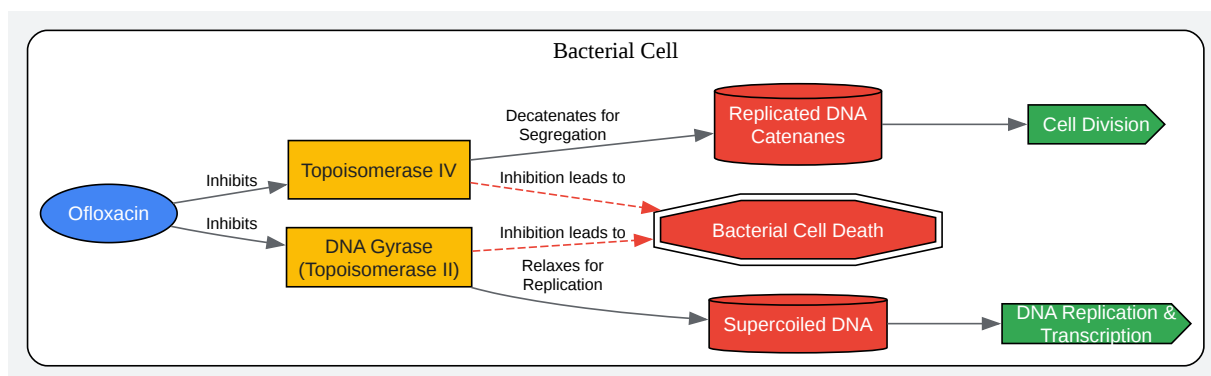 Bacterial Cell
Decatenates for
Segregation
Replicated DNA
Catenanes
Cell Division
Inhibits
Topoisomerase IV
Inhibition leads to
Ofloxacin
Inhibits
DNA Gyrase
(Topoisomerase II)
Inhibition leads to
Bacterial Cell Death
Relaxes for
Replication
Supercoiled DNA
DNA Replication &
Transcription